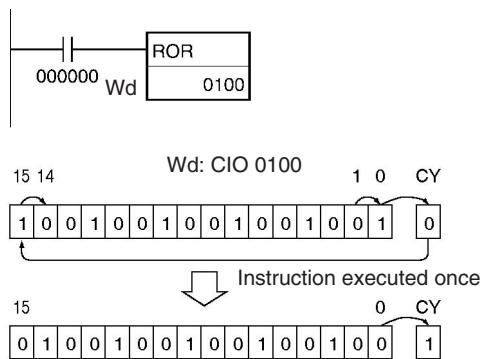 ROR
000000 Wd 0100
Wd: CIO 0100
15 14 1 0 CY
1 0 0 1 0 0 1 0 0 1 0 0 1 0 0 1 0
Instruction executed once
15 0 CY
0 1 0 0 1 0 0 1 0 0 1 0 0 1 0 0 1